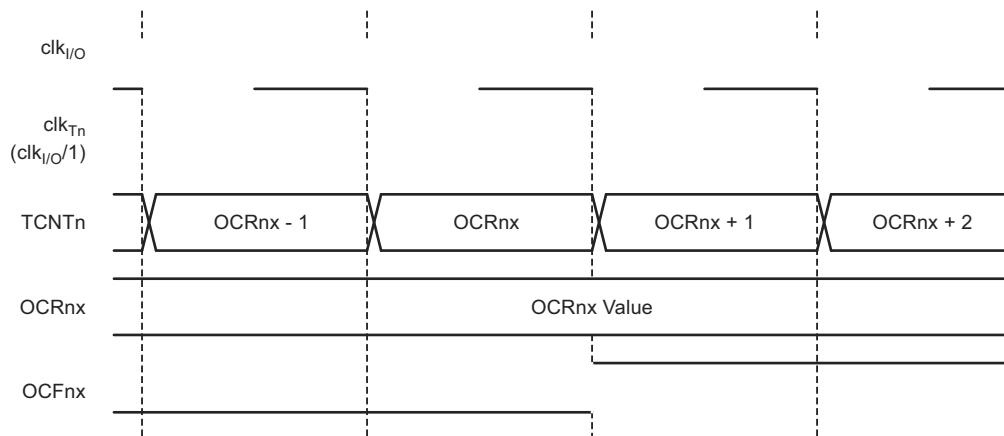 clkI/O
clkTn
(clkI/O/1)
TCNTn OCRnx - 1 OCRnx OCRnx + 1 OCRnx + 2
OCRnx OCRnx Value
OCFnx